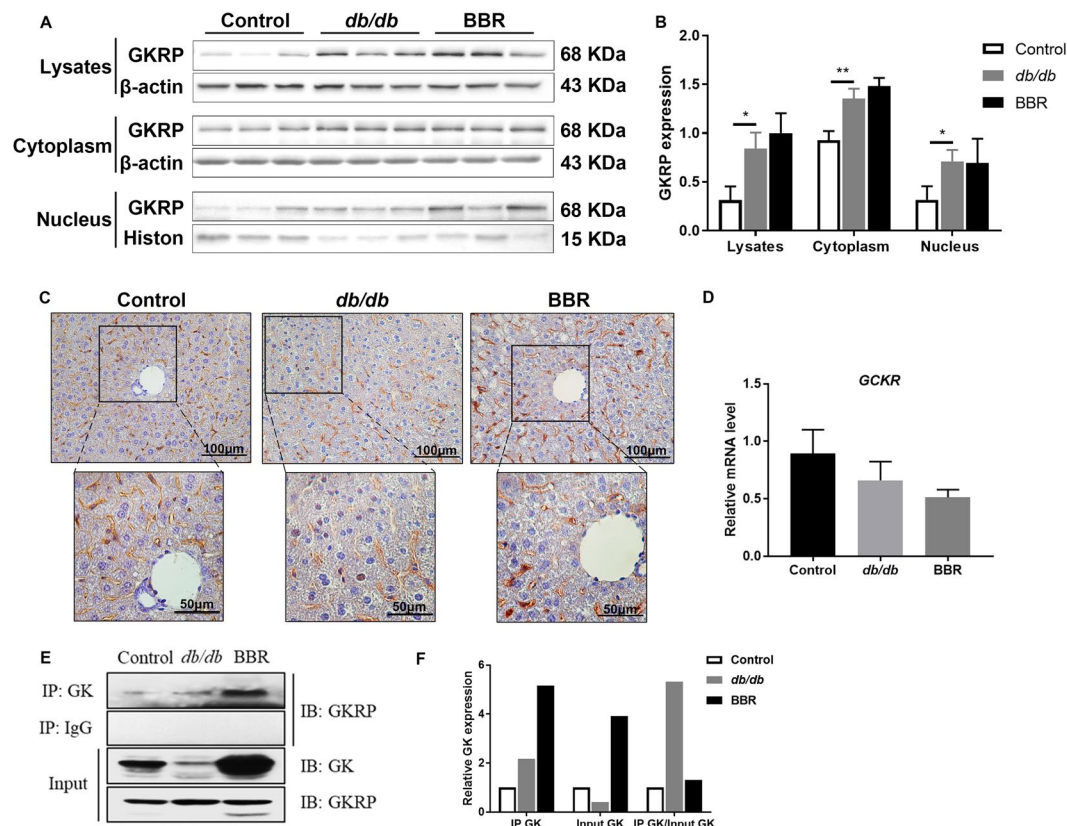 A
Control db/db BBR
Lysates
GKRP 68 KDa
β-actin 43 KDa
Cytoplasm
GKRP 68 KDa
β-actin 43 KDa
Nucleus
GKRP 68 KDa
Histon 15 KDa
B
2.0
1.5
1.0
0.5
0.0
GKRP expression
* ** *
Lysates Cytoplasm Nucleus
Control
db/db
BBR
C
Control db/db BBR
100μm 100μm 100μm
50μm 50μm 50μm
D
GCKR
1.5
1.0
0.5
0.0
Relative mRNA level
Control db/db BBR
E
Control db/db BBR
IP: GK
IP: IgG
IB: GKRP
Input
IB: GK
IB: GKRP
F
6
4
2
0
Relative GK expression
IP GK Input GK IP GK/Input GK
Control
db/db
BBR